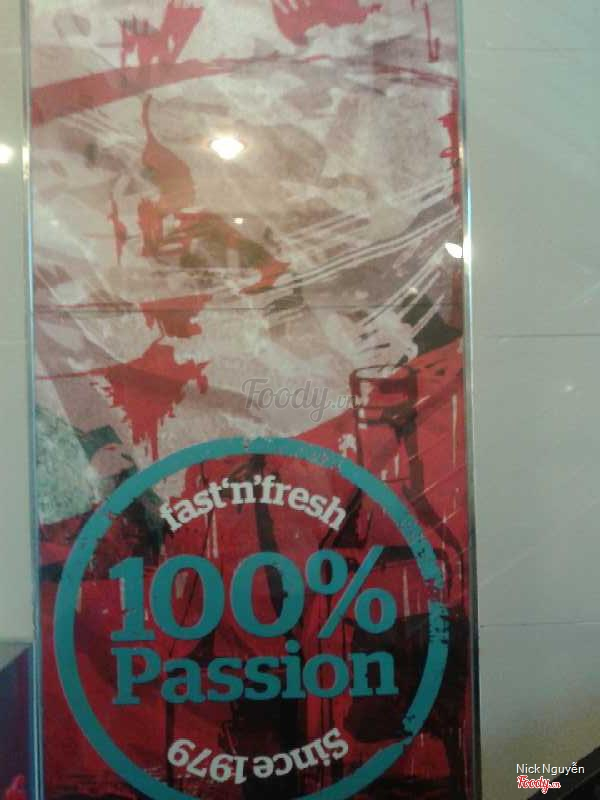 Foody.vn
fast'n'fresh
100%
Passion
Since 1979
Nick Nguyễn
Foody.vn